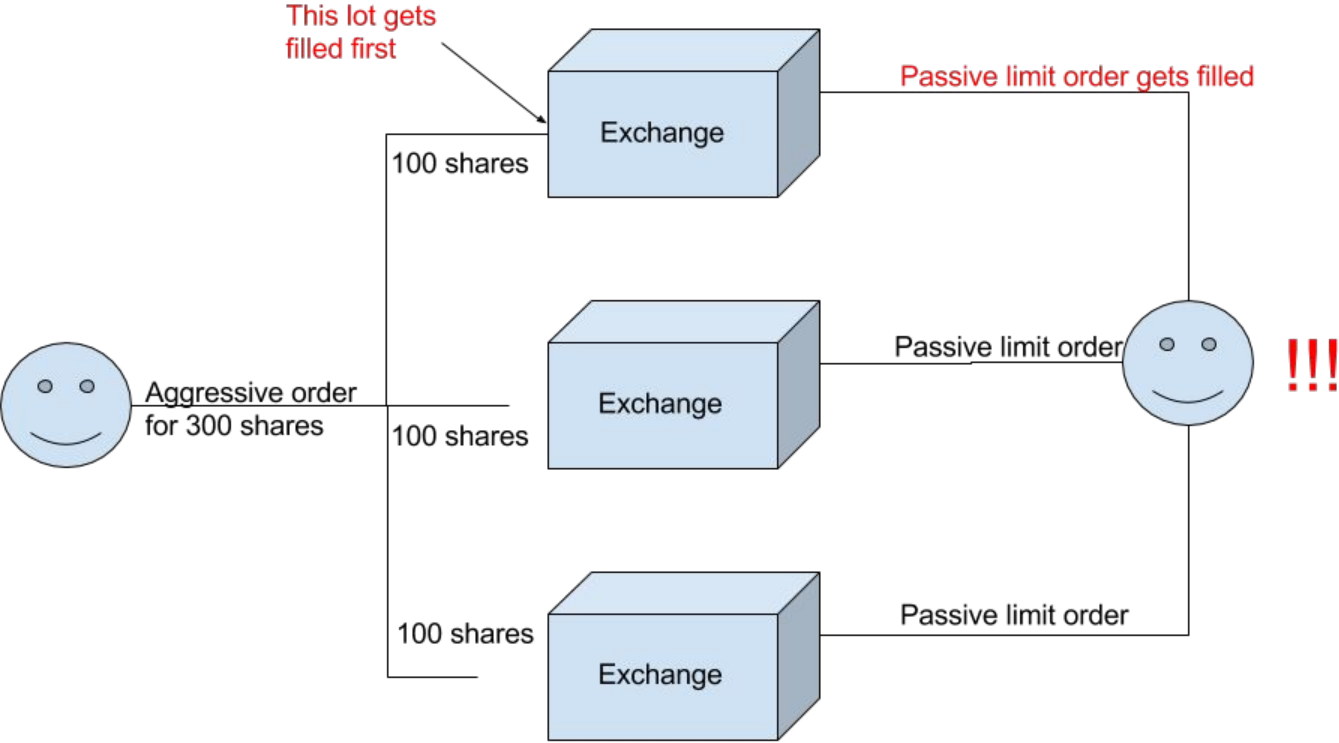 This lot gets
filled first
Passive limit order gets filled
Exchange
100 shares
Passive limit order
Aggressive order
for 300 shares
Exchange
100 shares
!!!
Passive limit order
100 shares
Exchange